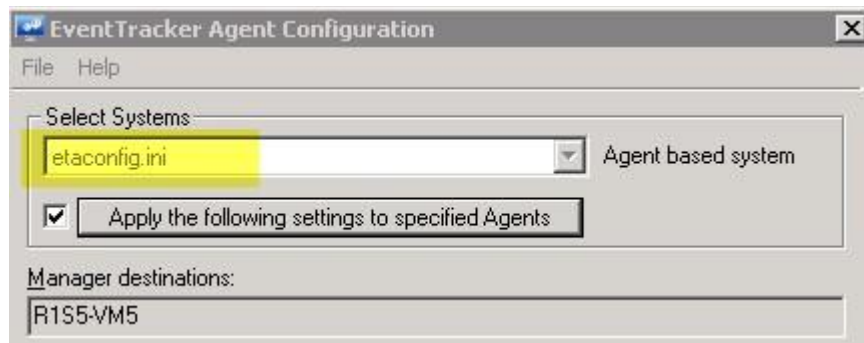 EventTracker Agent Configuration
File Help
Select Systems
etaconfig.ini Agent based system
Apply the following settings to specified Agents
Manager destinations:
R1S5-VM5